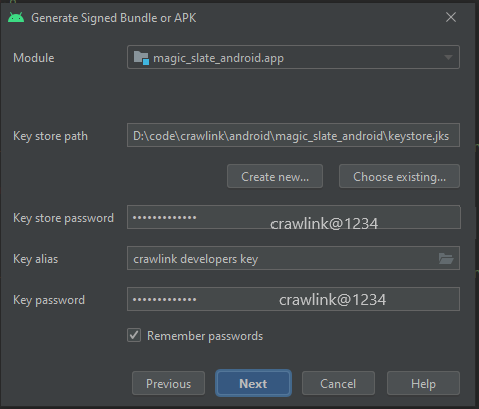 Generate Signed Bundle or APK
Module magic_slate_android.app
Key store path D:\code\crawlink\android\magic_slate_android\keystore.jks
Create new... Choose existing...
Key store password ••••••••••••• crawlink@1234
Key alias crawlink developers key
Key password ••••••••••••• crawlink@1234
Remember passwords
Previous Next Cancel Help